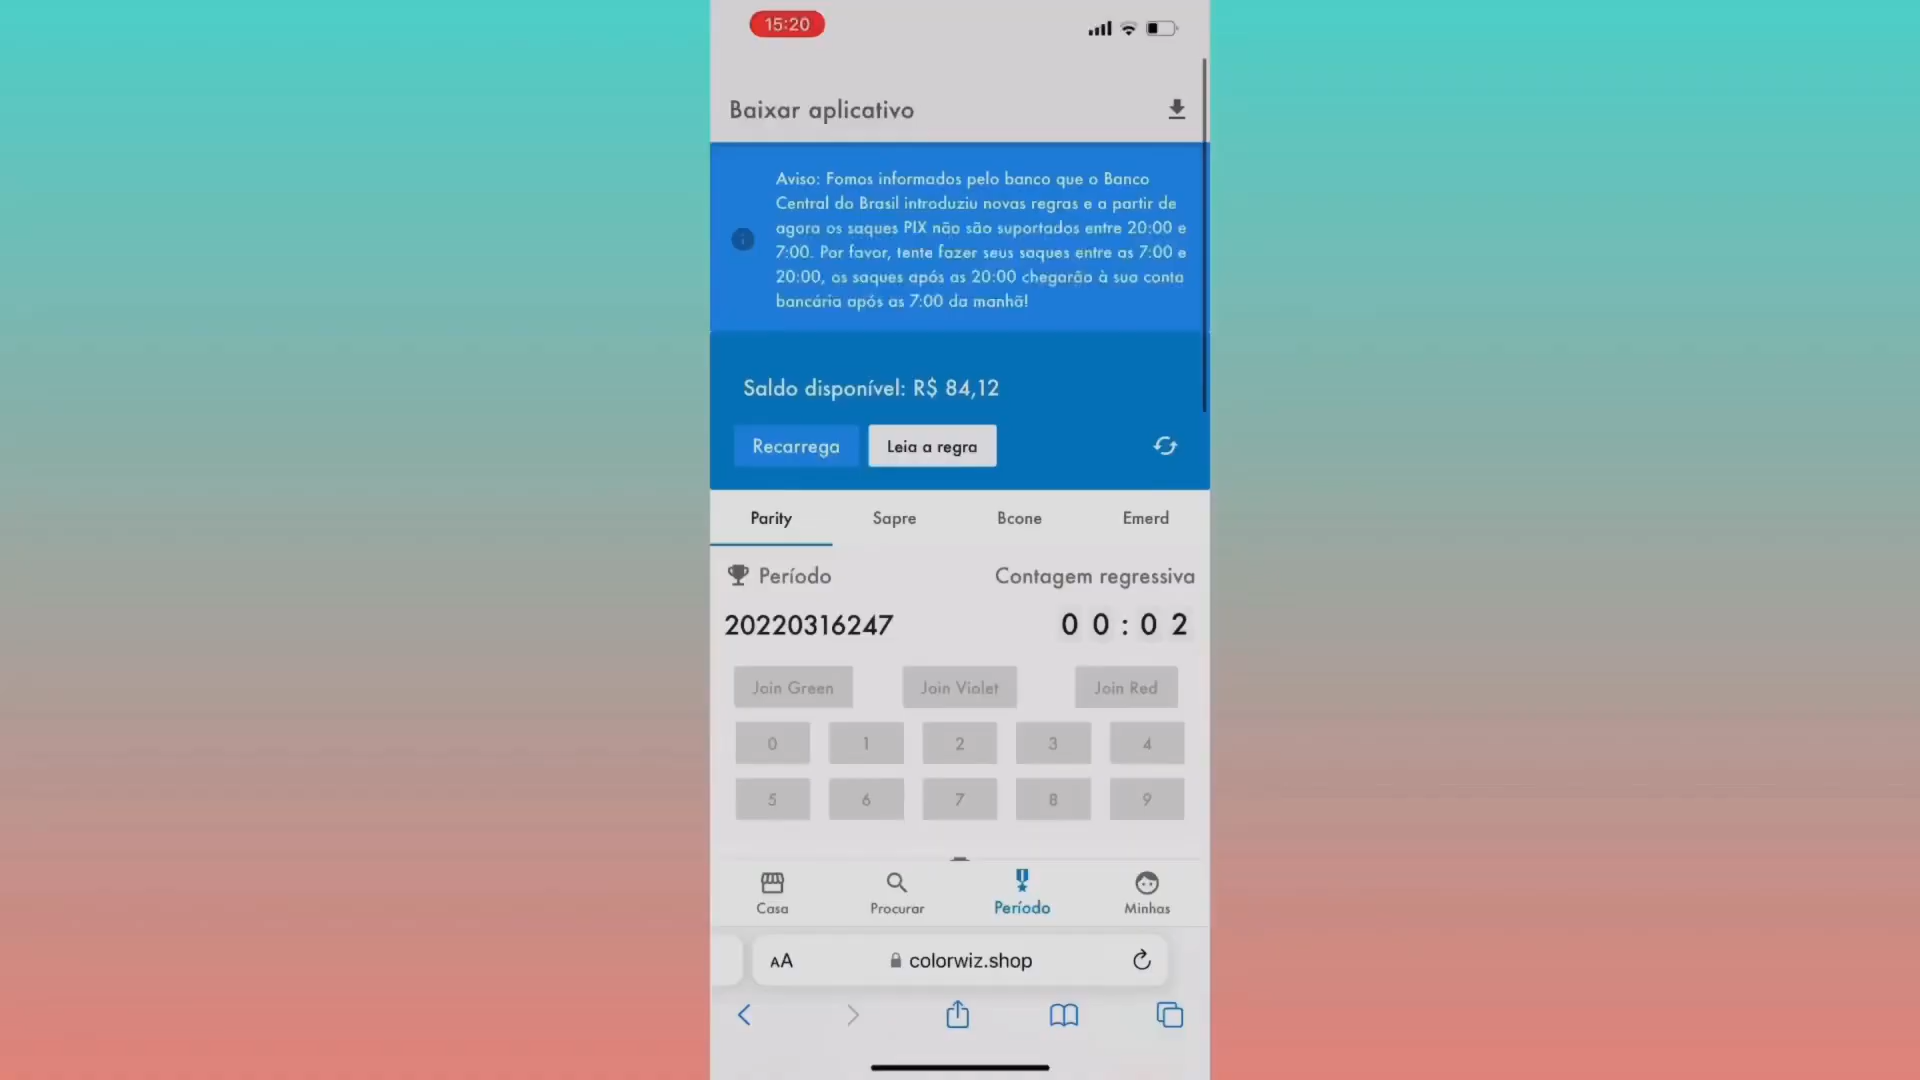 15:20
Baixar aplicativo
Aviso: Fomos informados pelo banco que o Banco
Central do Brasil introduziu novas regras e a partir de
agora os saques PIX não são suportados entre 20:00 e
7:00. Por favor, tente fazer seus saques entre as 7:00 e
20:00, os saques após as 20:00 chegarão à sua conta
bancária após as 7:00 da manhã!
Saldo disponível: R$ 84,12
Recarrega Leia a regra
Parity Sapre Bcone Emerd
Período Contagem regressiva
20220316247 00:02
Join Green Join Violet Join Red
0 1 2 3 4
5 6 7 8 9
Casa Procurar Período Minhas
AA colorwiz.shop